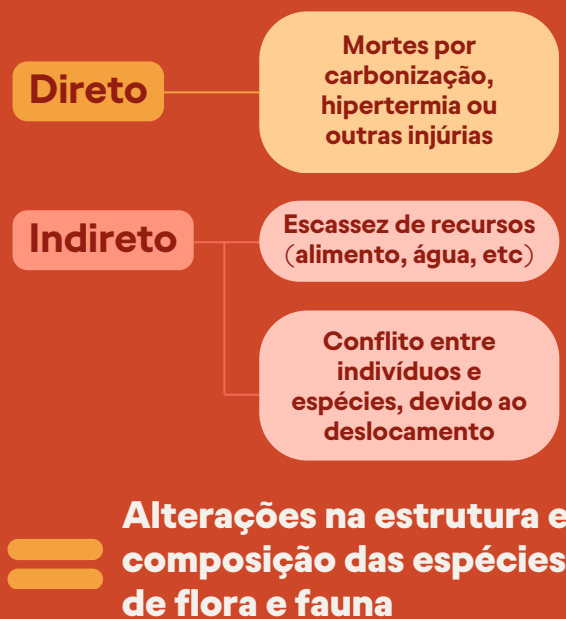 Direto
Mortes por
carbonização,
hipertermia ou
outras injúrias
Indireto
Escassez de recursos
(alimento, água, etc)
Conflito entre
indivíduos e
espécies, devido ao
deslocamento
Alterações na estrutura e
composição das espécies
de flora e fauna